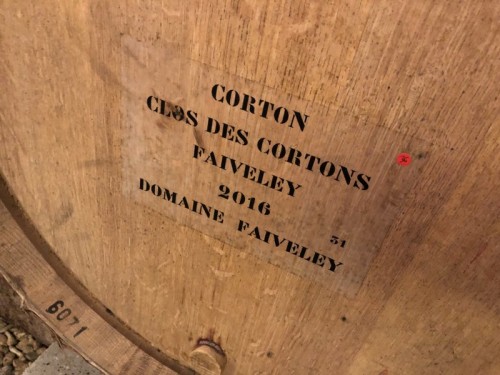 CORTON
CLOS DES CORTONS
FAIVELEY
2016
51
DOMAINE FAIVELEY
6071